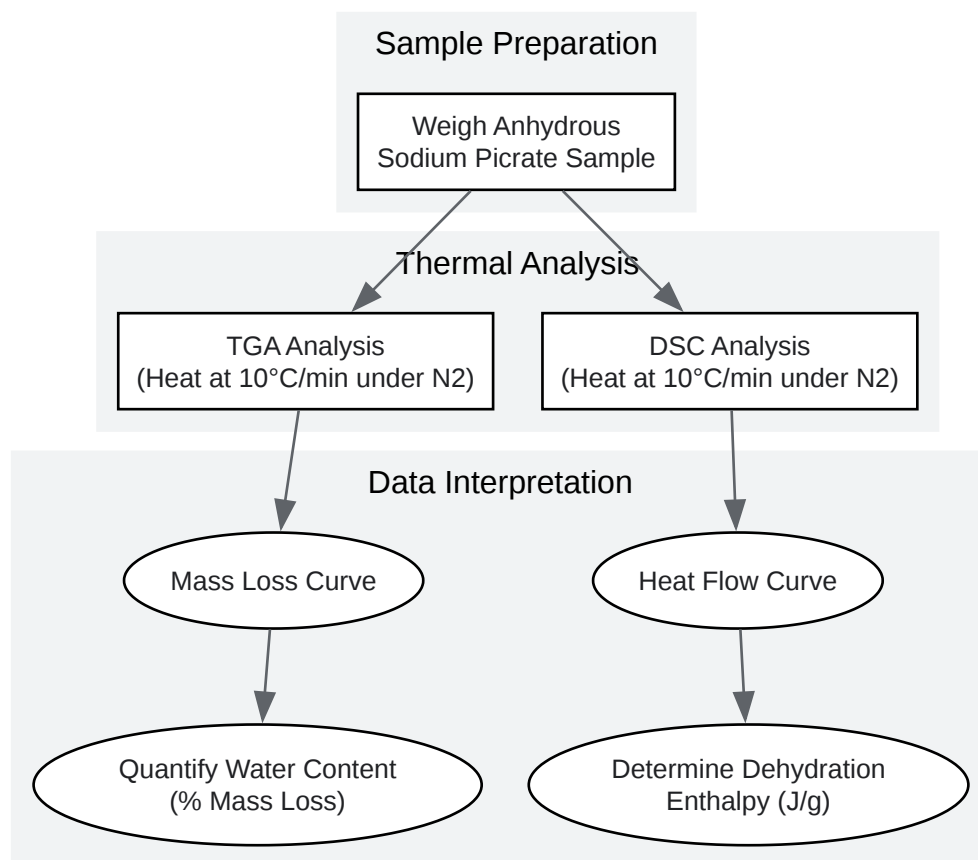 Sample Preparation
Weigh Anhydrous
Sodium Picrate Sample
Thermal Analysis
TGA Analysis
(Heat at 10°C/min under N2)
DSC Analysis
(Heat at 10°C/min under N2)
Data Interpretation
Mass Loss Curve
Heat Flow Curve
Quantify Water Content
(% Mass Loss)
Determine Dehydration
Enthalpy (J/g)